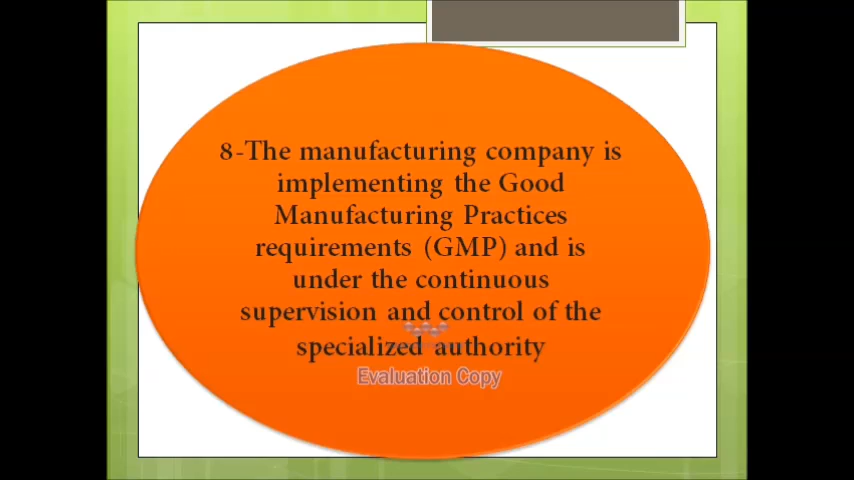 8-The manufacturing company is
implementing the Good
Manufacturing Practices
requirements (GMP) and is
under the continuous
supervision and control of the
specialized authority
Evaluation Copy